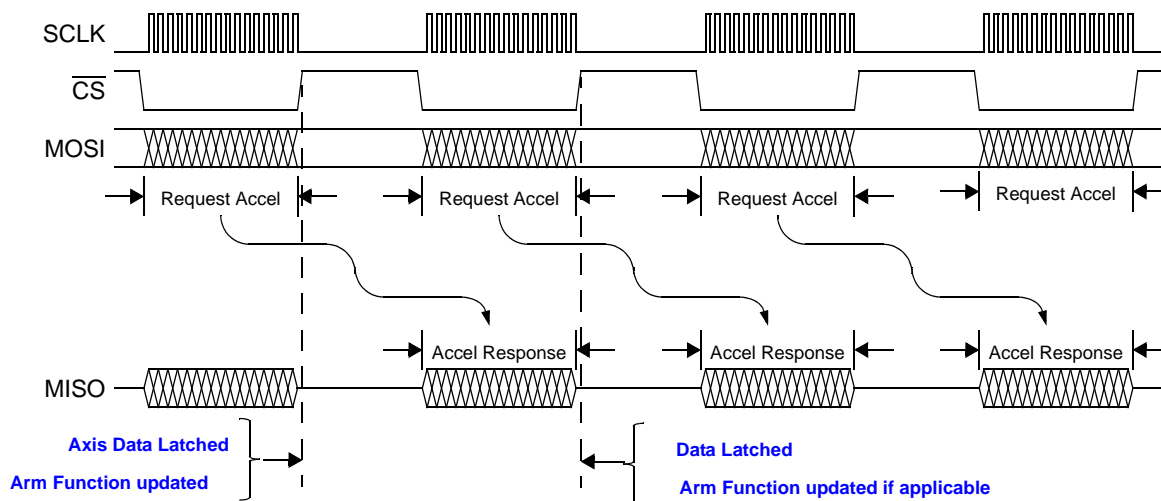 SCLK
CS
MOSI
Request Accel
Request Accel
Request Accel
Request Accel
Accel Response
Accel Response
Accel Response
MISO
Axis Data Latched
Arm Function updated
Data Latched
Arm Function updated if applicable